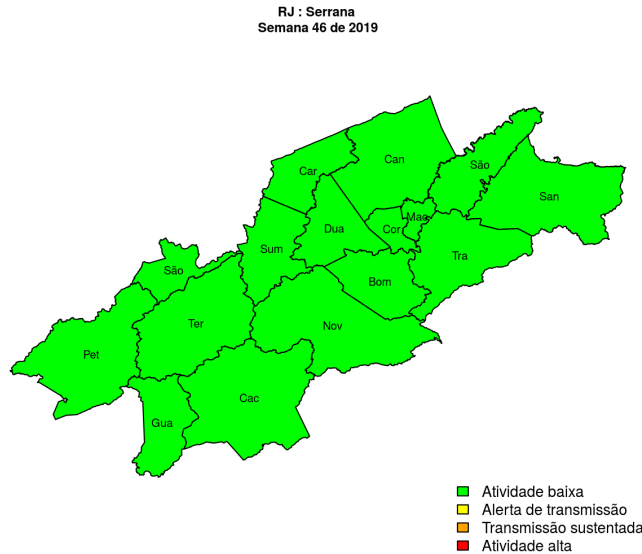 RJ : Serrana
Semana 46 de 2019
Can
São
Car
San
Mac
Dua
Cor
Sum
Tra
São
Bom
Ter
Nov
Pet
Cac
Gua
Atividade baixa
Alerta de transmissão
Transmissão sustentada
Atividade alta